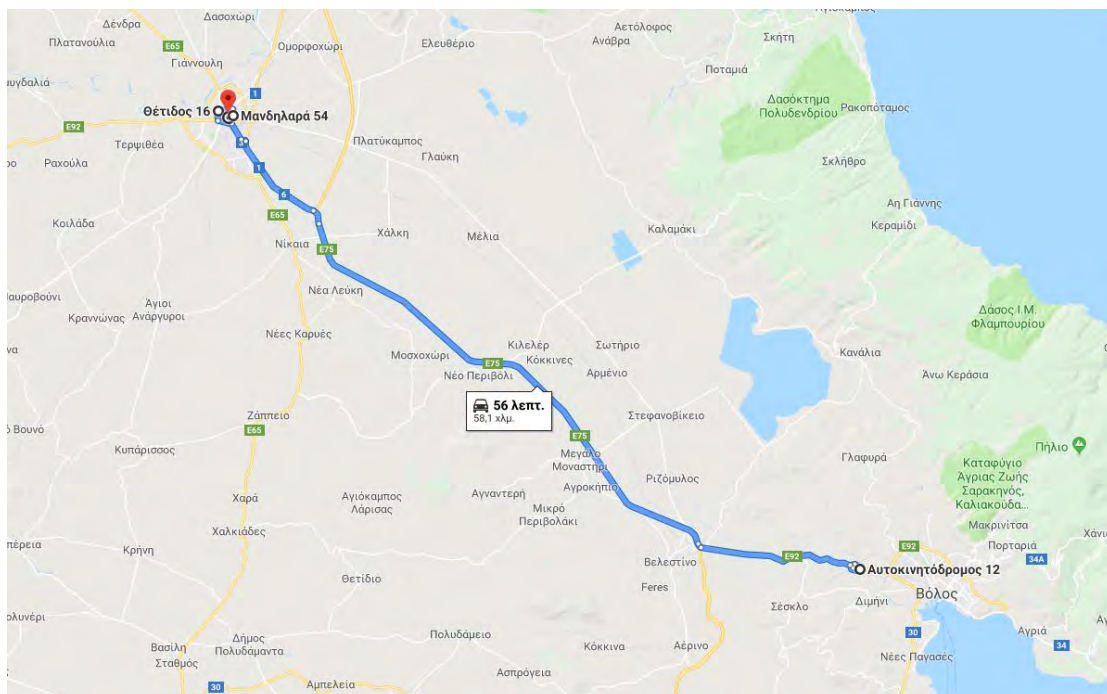 Δένδρα
Δασοχώρι
Πλατανούλια
Ε65
Ομορφοχώρι
Ελευθέριο
Αετόλοφος
Ανάβρα
Σκήτη
Γιάννουλη
Ποταμιά
1
Θέτιδος 16
Μανδηλαρά 54
Δασόκτημα
Πολυδενδρίου
Ρακοπόταμος
E92
Τερψιθέα
Πλατύκαμπος
Γλαύκη
Ραχούλα
Σκλήθρο
1
6
E65
Κοιλάδα
Αη Γιάννης
Κεραμίδι
Νίκαια
E75
Χάλκη
Μέλια
Καλαμάκι
Νέα Λεύκη
Άγιοι
Ανάργυροι
Κραννώνας
Δάσος Ι.Μ.
Φλαμπουρίου
Νέες Καρυές
Μοσχοχώρι
Κιλελέρ
Κόκκινες
Σωτήριο
Κανάλια
E75
Νέο Περιβόλι
Αρμένιο
Άνω Κεράσια
56 λεπτ.
58,1 χλμ.
Ζάππειο
Στεφανοβίκειο
E65
E75
Κυπάρισσος
Μεγάλο
Μοναστήρι
Γλαφυρά
Πήλιο
Καταφύγιο
Άγριας Ζωής
Σαρακηνός,
Καλιακούδα...
Ριζόμυλος
Χαρά
Αγιόκαμπος
Λάρισας
Αγναντερή
Αγροκήπιο
Μικρό
Περιβολάκι
Μακρινίτσα
Χαλκιάδες
Κρήνη
E92
Πορταριά
34A
Βελεστίνο
E92
Αυτοκινητόδρομος 12
Θετίδιο
Feres
Σέσκλο
Διμήνι
Βόλος
Βασίλη
Σταθμός
Δήμος
Πολυδάμαντα
Πολυδάμειο
Κόκκινα
Αέρινο
30
Αγριά
34
Νέες Παγασές
30
Αμπελεία
Ασπρόγεια